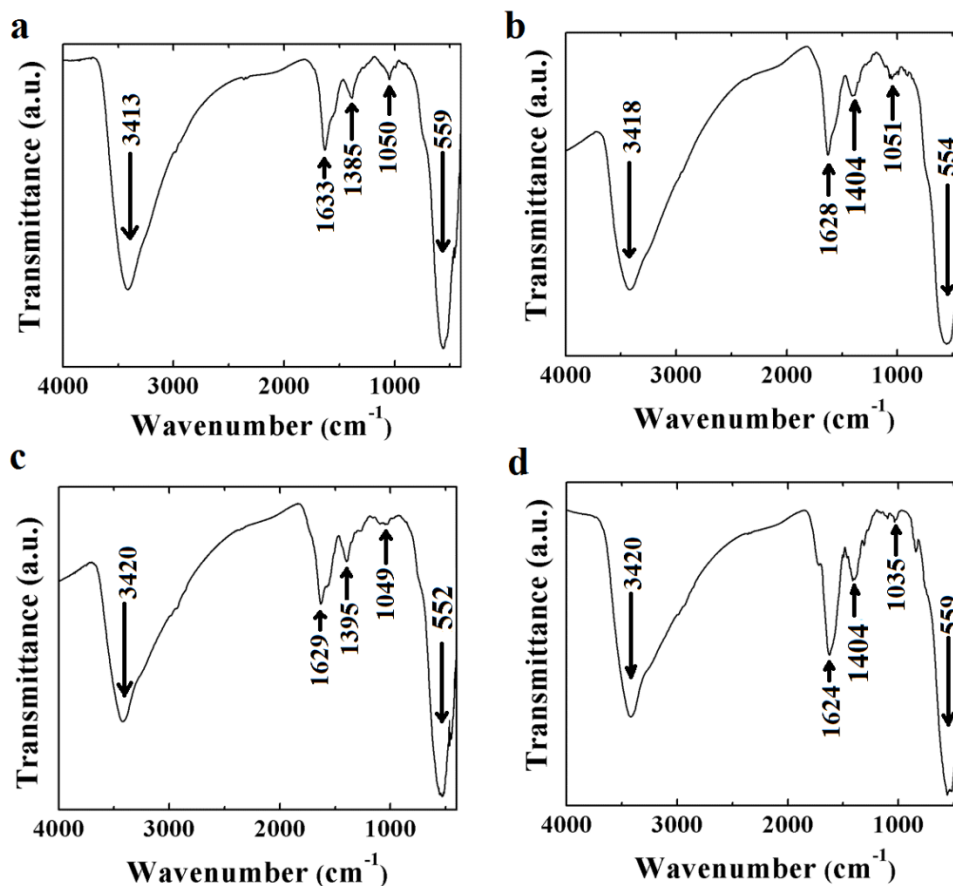 a
Transmittance (a.u.)
3413
1633
1385
1050
559
4000 3000 2000 1000
Wavenumber (cm⁻¹)
b
Transmittance (a.u.)
3418
1628
1404
1051
554
4000 3000 2000 1000
Wavenumber (cm⁻¹)
c
Transmittance (a.u.)
3420
1629
1395
1049
552
4000 3000 2000 1000
Wavenumber (cm⁻¹)
d
Transmittance (a.u.)
3420
1624
1404
1035
559
4000 3000 2000 1000
Wavenumber (cm⁻¹)